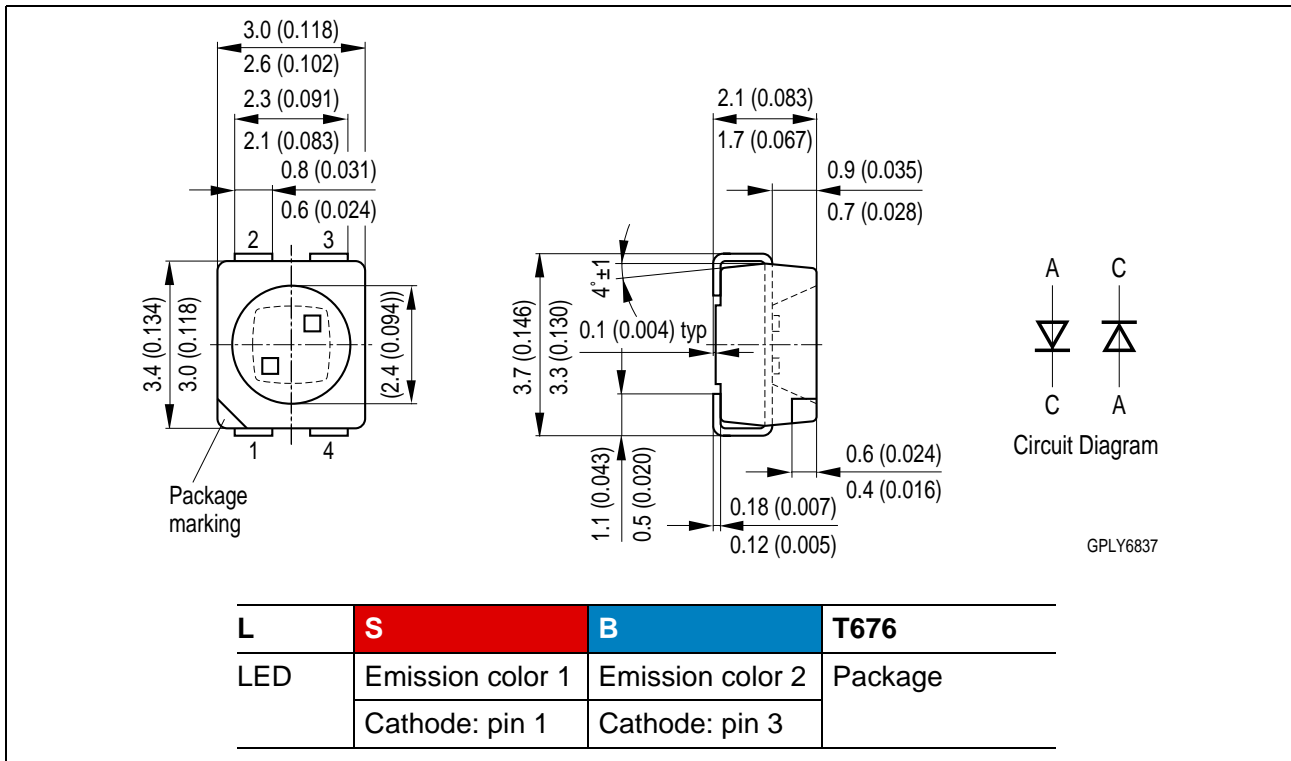 3.0 (0.118)
2.6 (0.102)
2.3 (0.091)
2.1 (0.083)
0.8 (0.031)
0.6 (0.024)
2
3
3.4 (0.134)
3.0 (0.118)
(2.4 (0.094))
1
4
Package
marking
2.1 (0.083)
1.7 (0.067)
0.9 (0.035)
0.7 (0.028)
4˚±1
0.1 (0.004) typ
3.7 (0.146)
3.3 (0.130)
1.1 (0.043)
0.5 (0.020)
0.6 (0.024)
0.4 (0.016)
0.18 (0.007)
0.12 (0.005)
A C
C A
Circuit Diagram
GPLY6837
L S B T676
LED Emission color 1 Emission color 2 Package
Cathode: pin 1 Cathode: pin 3